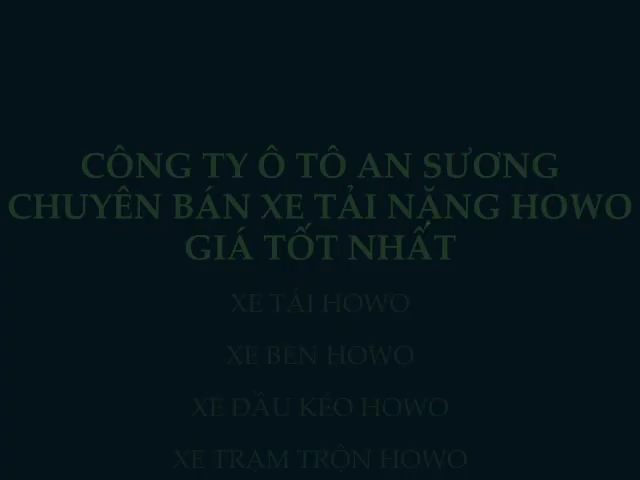 CÔNG TY Ô TÔ AN SƯƠNG
CHUYÊN BÁN XE TẢI NẶNG HOWO
GIÁ TỐT NHẤT
XE TẢI HOWO
XE BEN HOWO
XE ĐẦU KÉO HOWO
XE TRẠM TRỘN HOWO